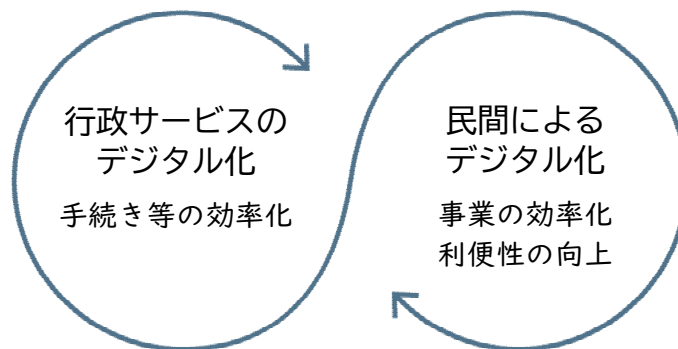 行政サービスの
デジタル化
手続き等の効率化
民間による
デジタル化
事業の効率化
利便性の向上